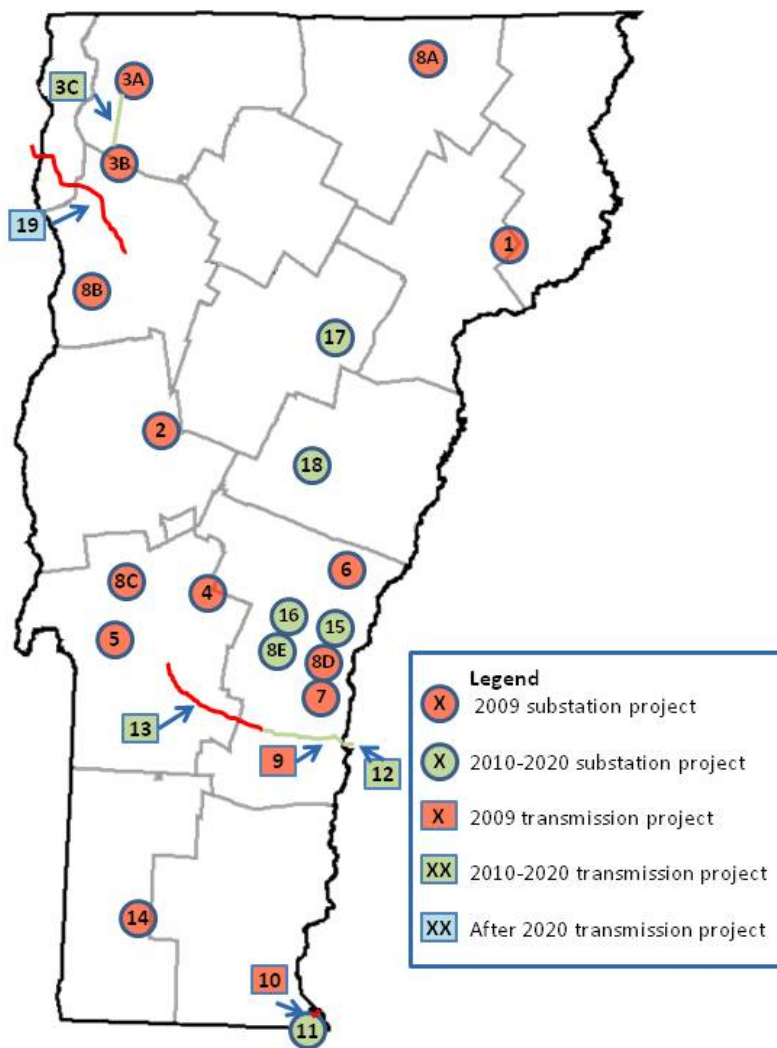 8A
3A
3C
3B
1
19
8B
17
2
18
6
8C
4
16
15
5
8E
8D
7
13
9
12
14
10
11
Legend
X 2009 substation project
X 2010-2020 substation project
X 2009 transmission project
XX 2010-2020 transmission project
XX After 2020 transmission project